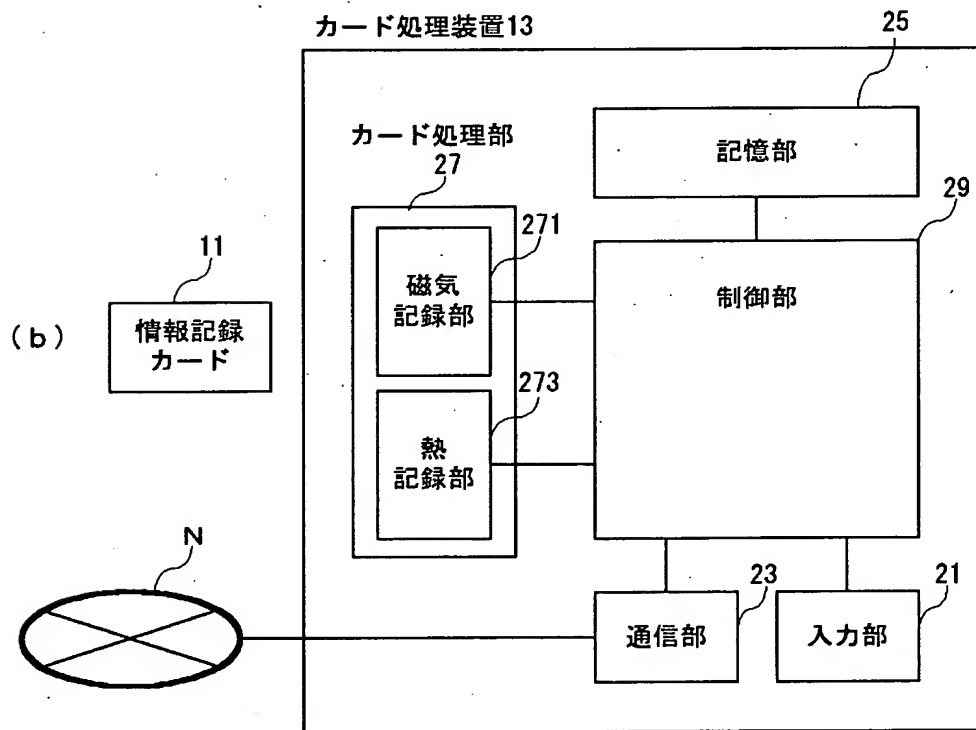 カード処理装置13
25
記憶部
カード処理部
27
29
271
磁気
記録部
制御部
11
(b)
情報記録
カード
273
熱
記録部
N
23
21
通信部
入力部